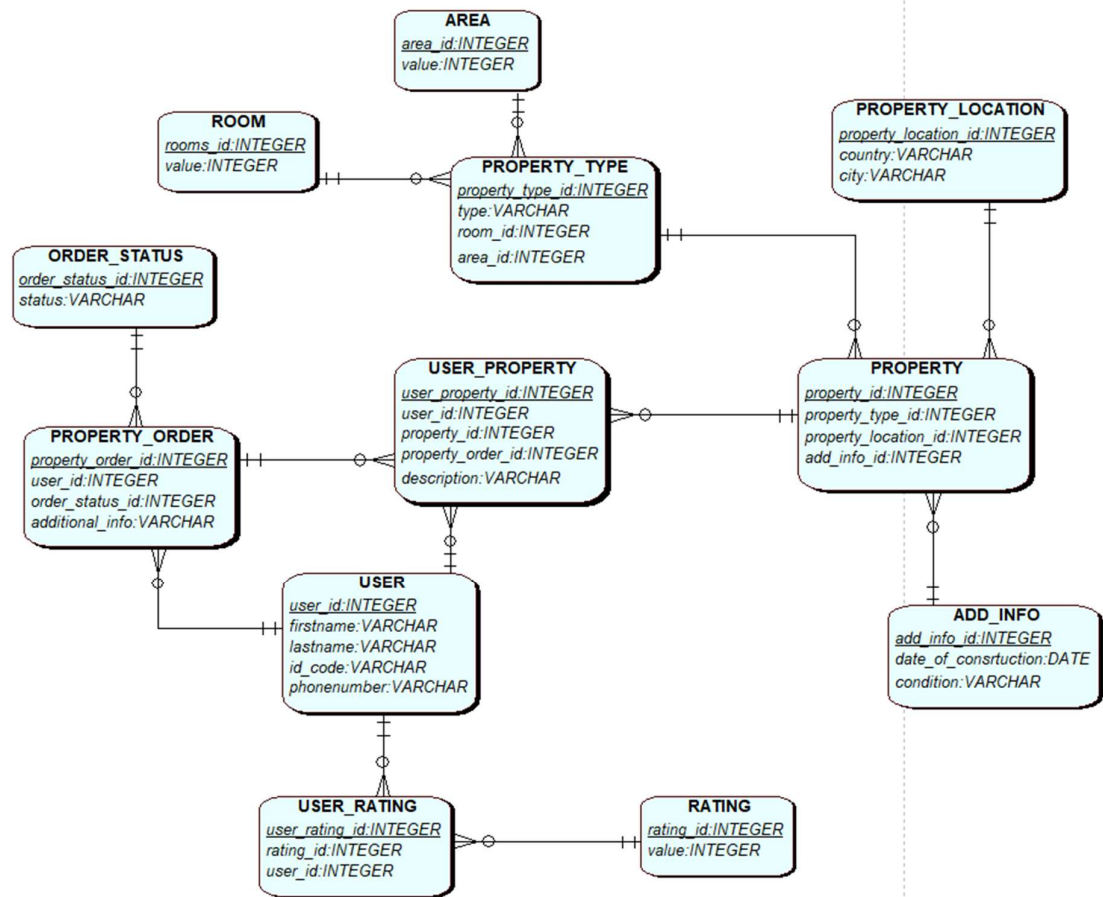 AREA
area_id:INTEGER
value:INTEGER
ROOM
rooms_id:INTEGER
value:INTEGER
PROPERTY_TYPE
property_type_id:INTEGER
type:VARCHAR
room_id:INTEGER
area_id:INTEGER
PROPERTY_LOCATION
property_location_id:INTEGER
country:VARCHAR
city:VARCHAR
ORDER_STATUS
order_status_id:INTEGER
status:VARCHAR
USER_PROPERTY
user_property_id:INTEGER
user_id:INTEGER
property_id:INTEGER
property_order_id:INTEGER
description:VARCHAR
PROPERTY
property_id:INTEGER
property_type_id:INTEGER
property_location_id:INTEGER
add_info_id:INTEGER
PROPERTY_ORDER
property_order_id:INTEGER
user_id:INTEGER
order_status_id:INTEGER
additional_info:VARCHAR
USER
user_id:INTEGER
firstname:VARCHAR
lastname:VARCHAR
id_code:VARCHAR
phonenumber:VARCHAR
ADD_INFO
add_info_id:INTEGER
date_of_consrtuction:DATE
condition:VARCHAR
USER_RATING
user_rating_id:INTEGER
rating_id:INTEGER
user_id:INTEGER
RATING
rating_id:INTEGER
value:INTEGER